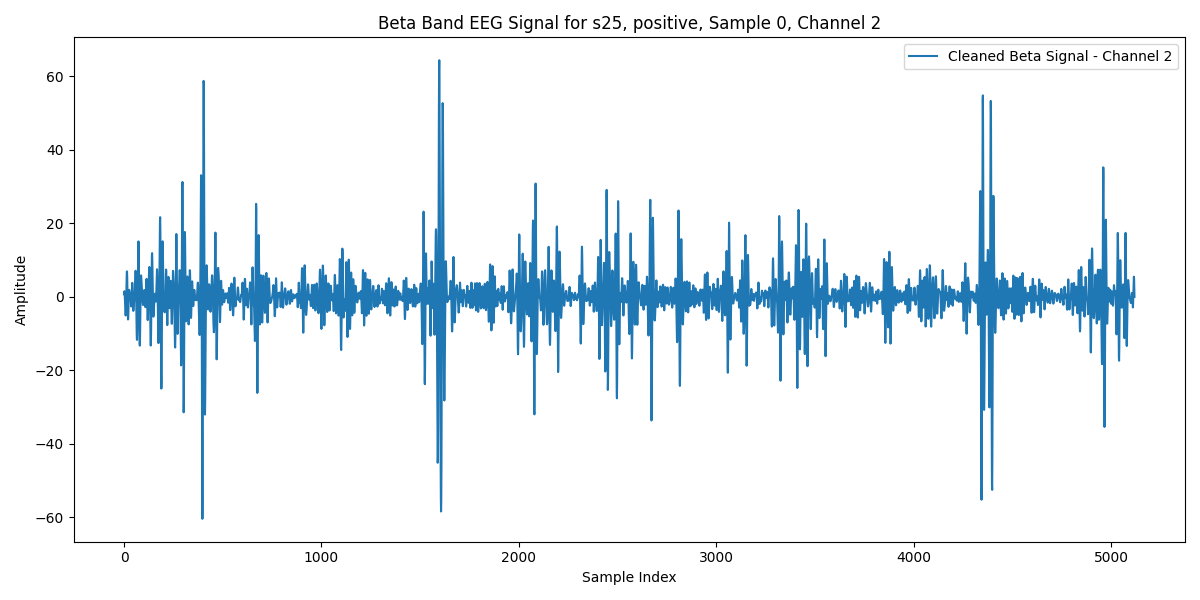 Beta Band EEG Signal for s25, positive, Sample 0, Channel 2
Cleaned Beta Signal - Channel 2
Amplitude
60
40
20
0
−20
−40
−60
0 1000 2000 3000 4000 5000
Sample Index